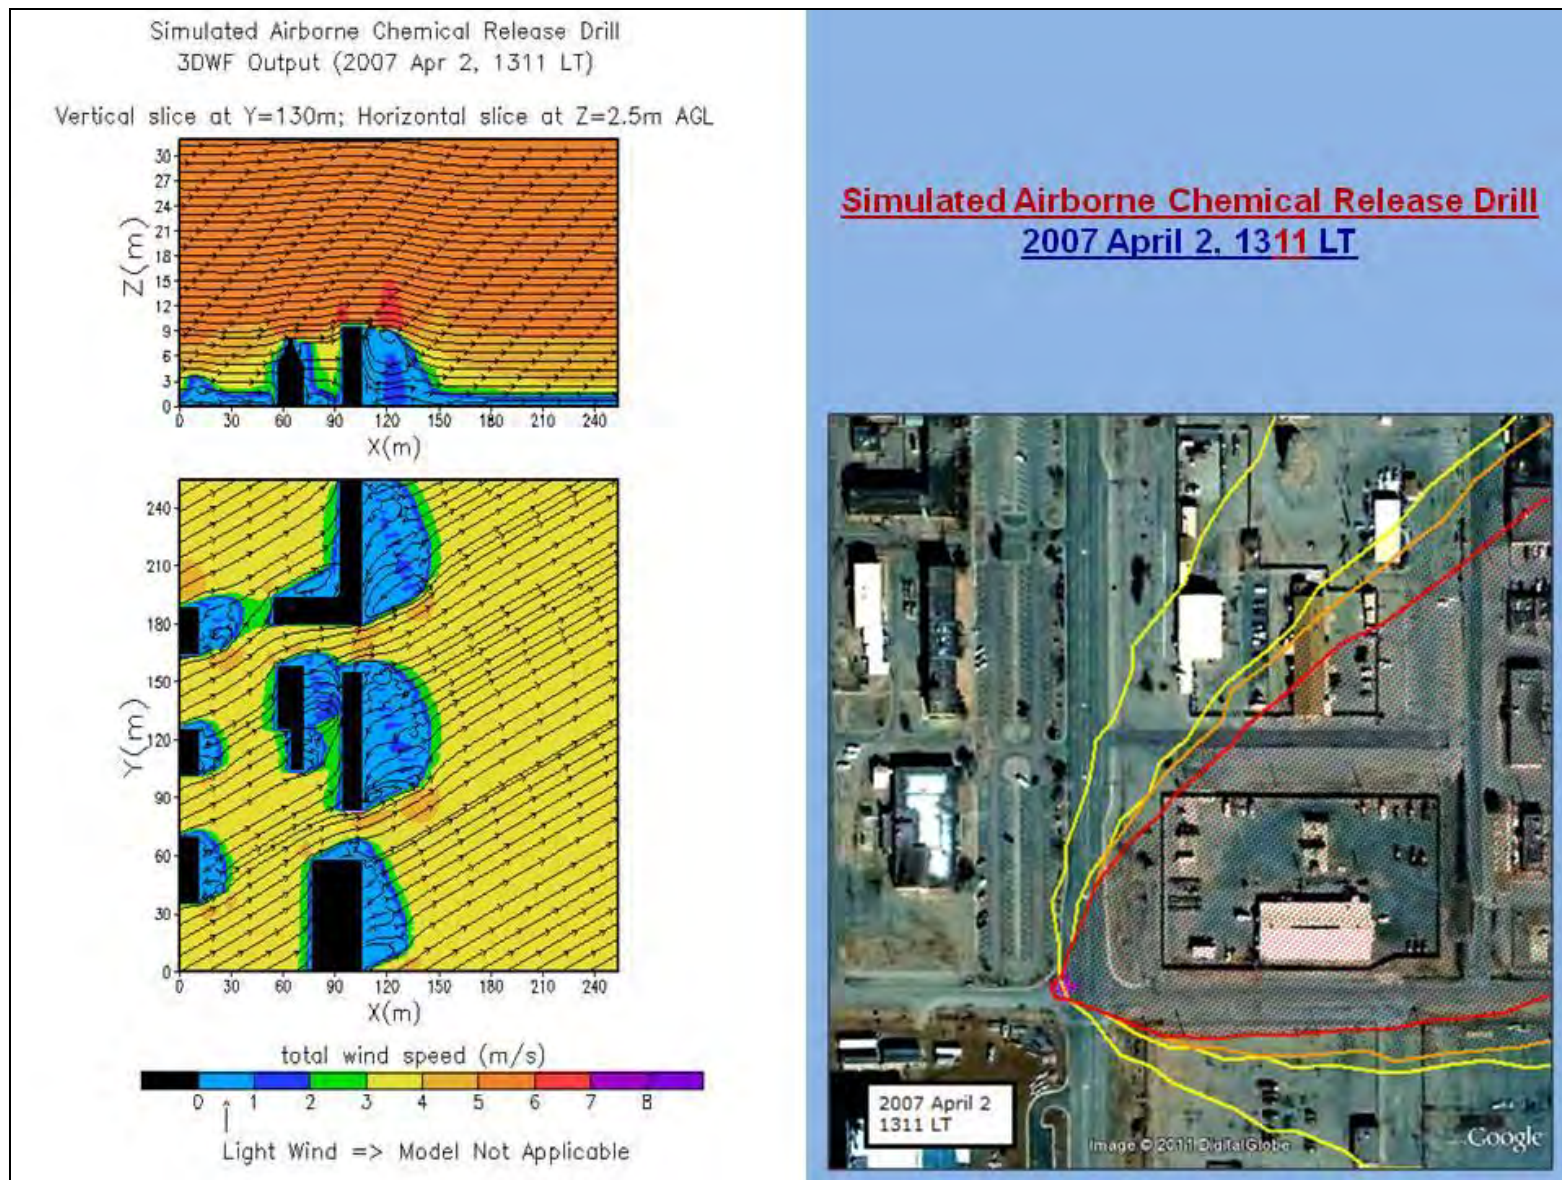 Simulated Airborne Chemical Release Drill
3DWF Output (2007 Apr 2, 1311 LT)
Vertical slice at Y=130m; Horizontal slice at Z=2.5m AGL
30
27
24
21
18
15
12
9
6
3
0
Z(m)
0 30 60 90 120 150 180 210 240
X(m)
240
210
180
150
120
90
60
30
0
Y(m)
0 30 60 90 120 150 180 210 240
X(m)
total wind speed (m/s)
0 1 2 3 4 5 6 7 8
Light Wind => Model Not Applicable
Simulated Airborne Chemical Release Drill
2007 April 2. 1311 LT
2007 April 2
1311 LT
Image © 2011 DigitalGlobe
Google